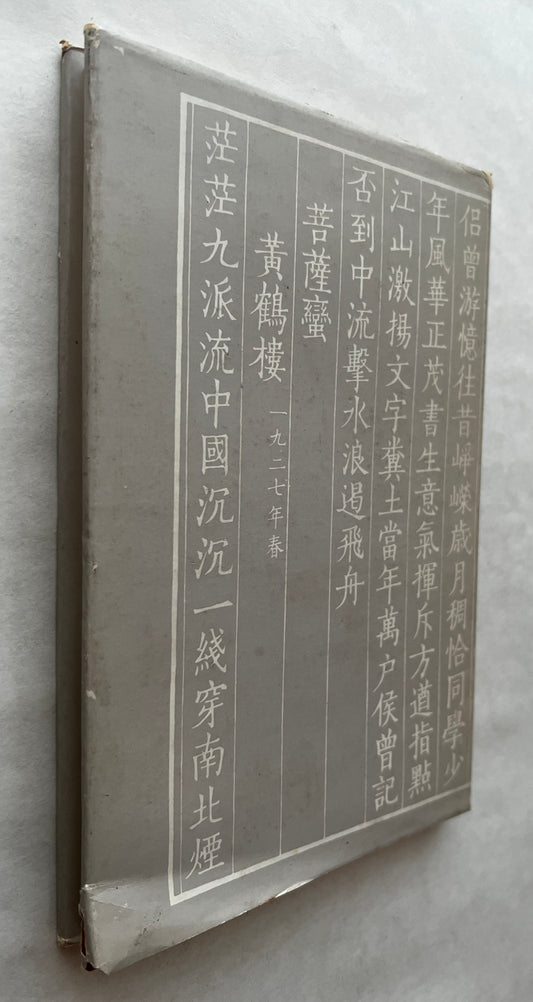 侣曾游憶往昔崢嶸歲月稠恰同學少
年風華正茂書生意氣揮斥方遒指點
江山激揚文字糞土當年萬户侯曾記
否到中流擊水浪遏飛舟
菩薩蠻
黃鶴樓 一九二七年春
茫茫九派流中國沉沉一綫穿南北煙